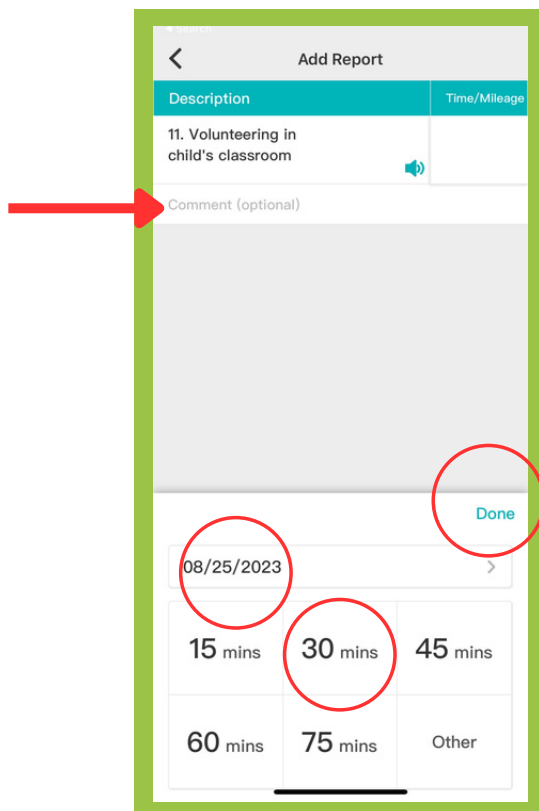 Search
Add Report
Description Time/Mileage
11. Volunteering in
child's classroom
Comment (optional)
Done
08/25/2023
15 mins 30 mins 45 mins
60 mins 75 mins Other